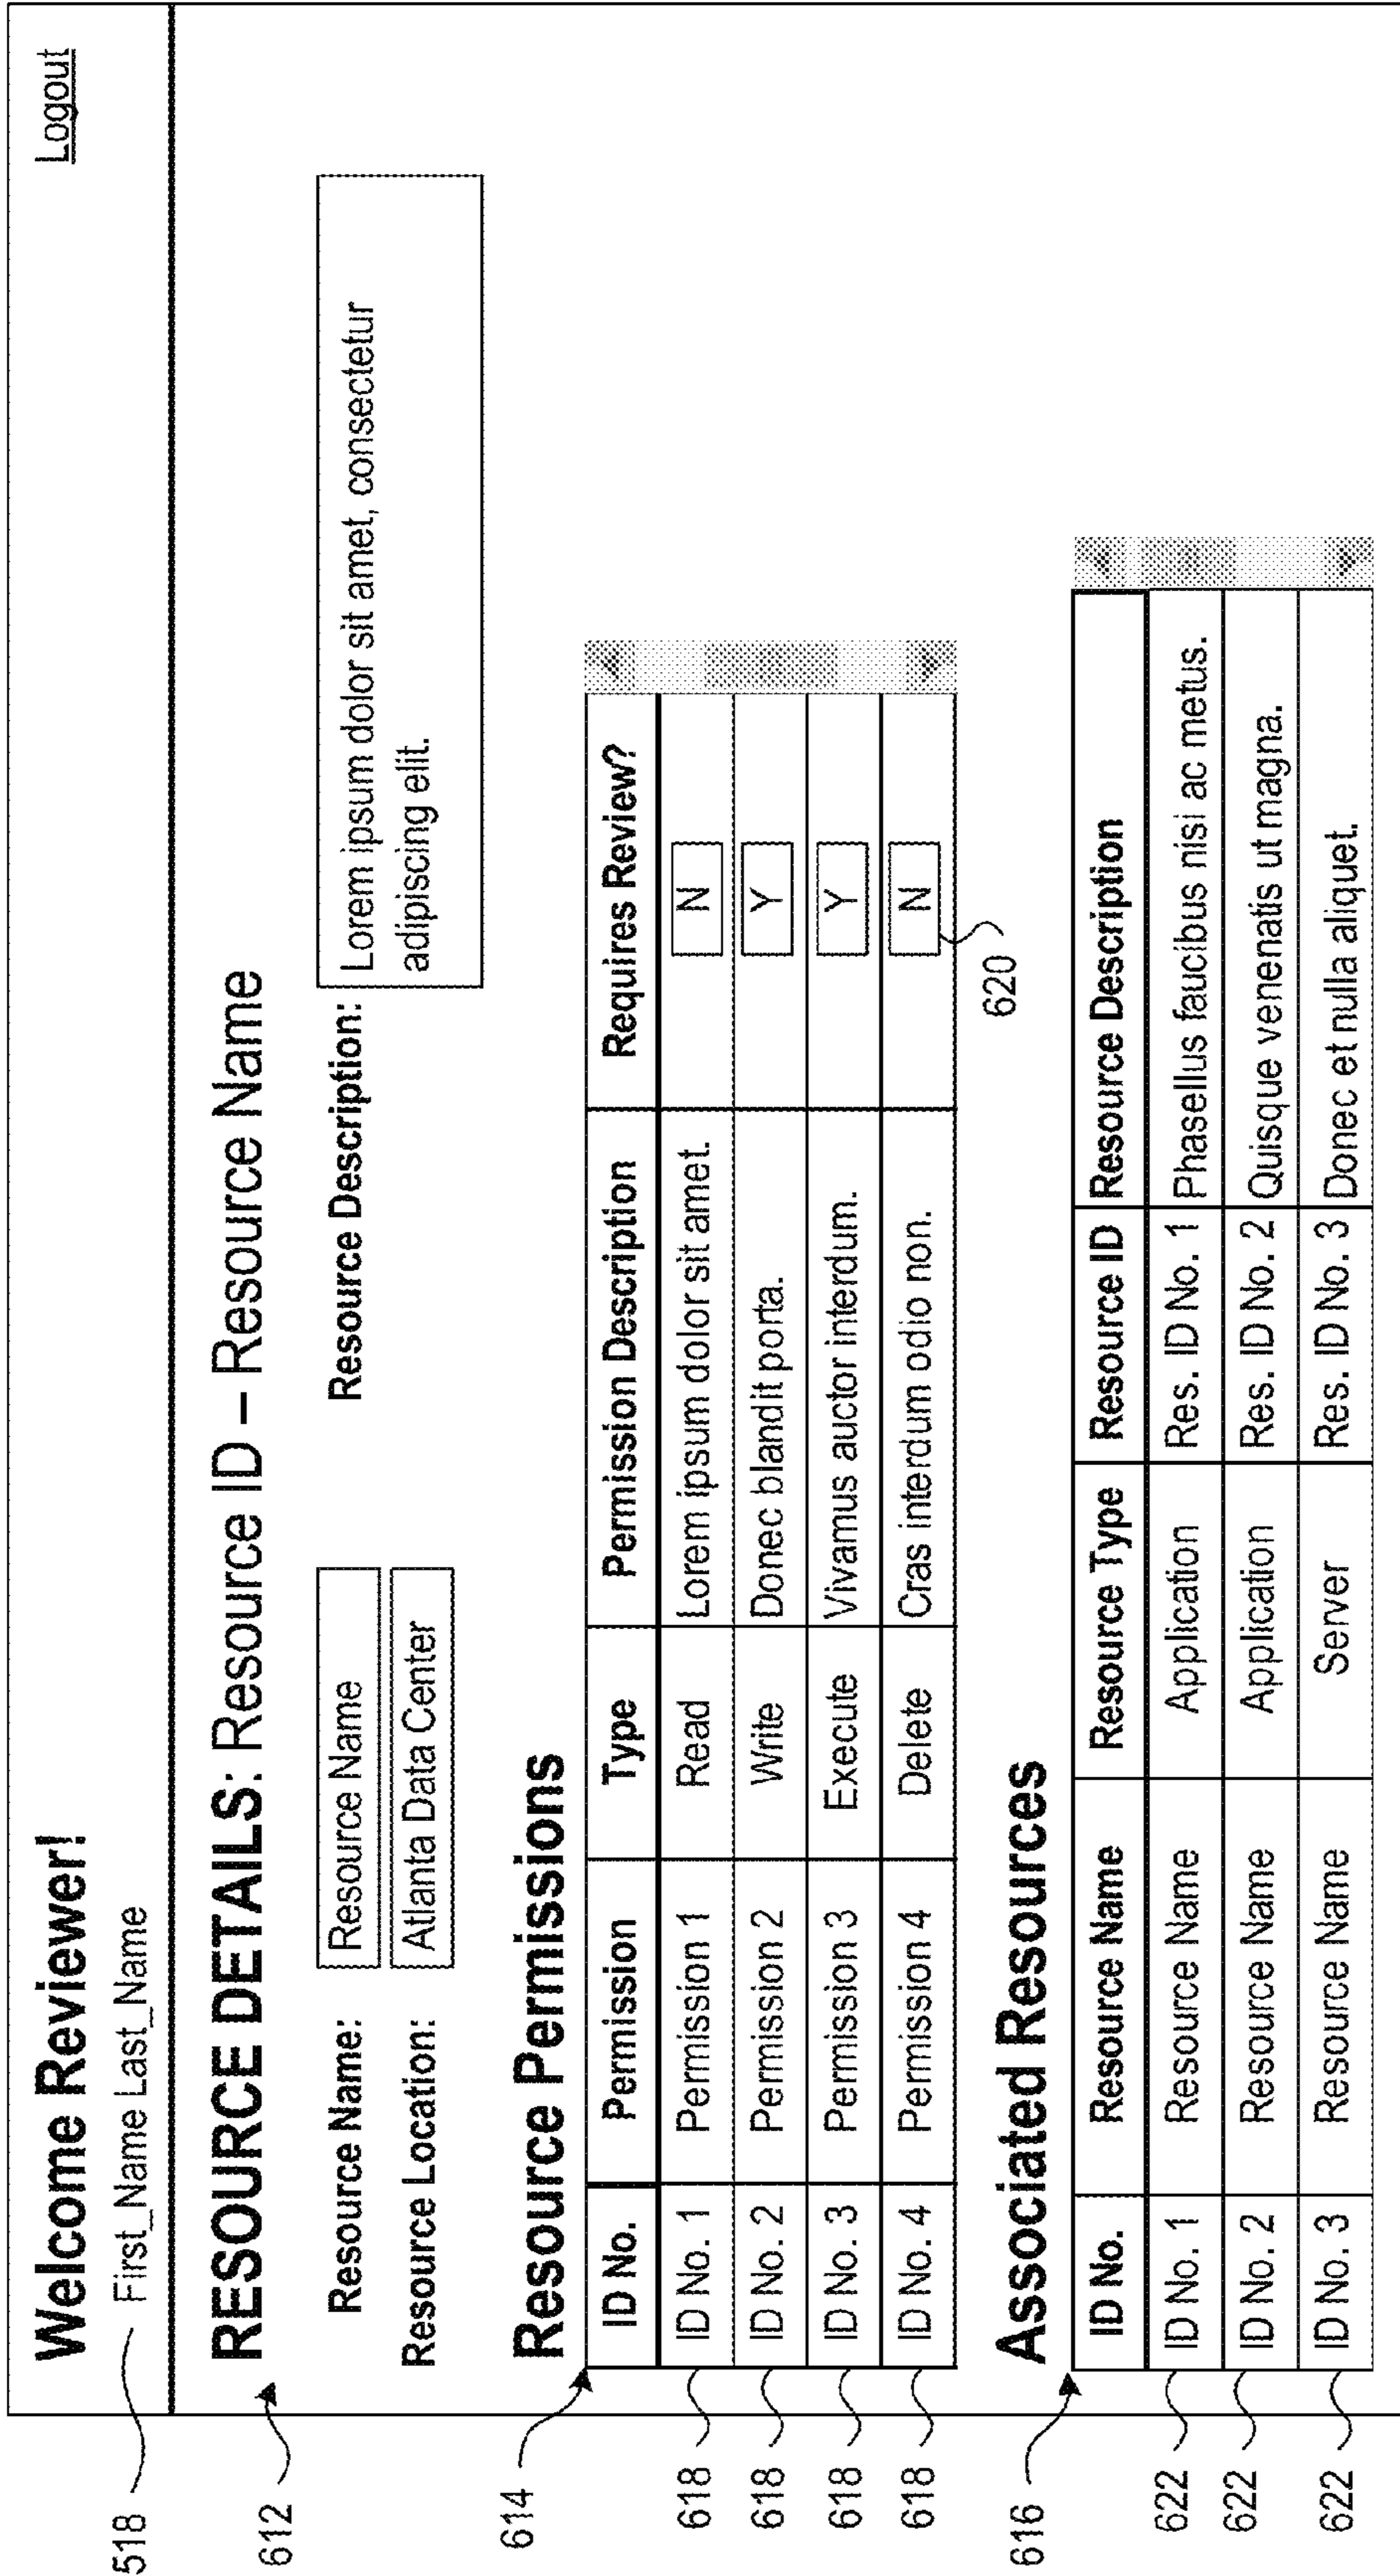 Welcome Reviewer! Logout
518 First_Name Last_Name
612 RESOURCE DETAILS: Resource ID – Resource Name
Resource Name: Resource Name Resource Description: Lorem ipsum dolor sit amet, consectetur
Resource Location: Atlanta Data Center adipiscing elit.
614 Resource Permissions
ID No. Permission Type Permission Description Requires Review?
618 ID No. 1 Permission 1 Read Lorem ipsum dolor sit amet. N
618 ID No. 2 Permission 2 Write Donec blandit porta. Y
618 ID No. 3 Permission 3 Execute Vivamus auctor interdum. Y
618 ID No. 4 Permission 4 Delete Cras interdum odio non. N
620
616 Associated Resources
ID No. Resource Name Resource Type Resource ID Resource Description
622 ID No. 1 Resource Name Application Res. ID No. 1 Phasellus faucibus nisi ac metus.
622 ID No. 2 Resource Name Application Res. ID No. 2 Quisque venenatis ut magna.
622 ID No. 3 Resource Name Server Res. ID No. 3 Donec et nulla aliquet.